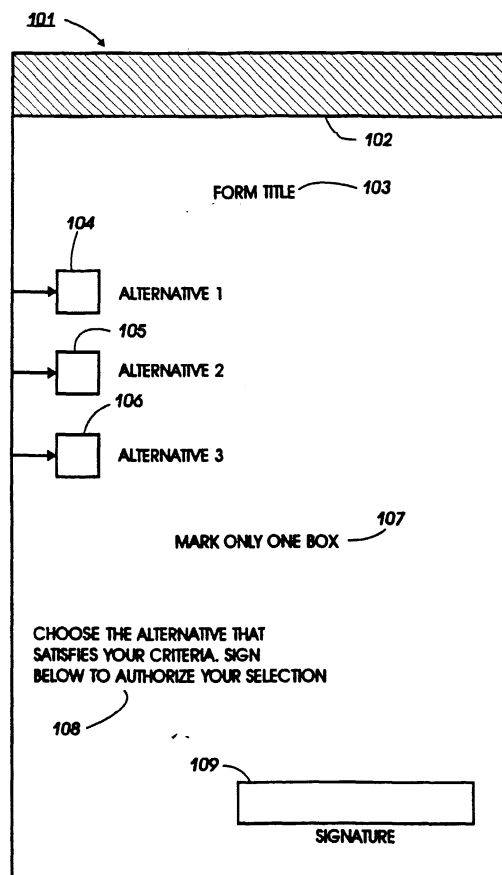 101
102
FORM TITLE 103
104
ALTERNATIVE 1
105
ALTERNATIVE 2
106
ALTERNATIVE 3
107
MARK ONLY ONE BOX
CHOOSE THE ALTERNATIVE THAT
SATISFIES YOUR CRITERIA. SIGN
BELOW TO AUTHORIZE YOUR SELECTION
108
109
SIGNATURE